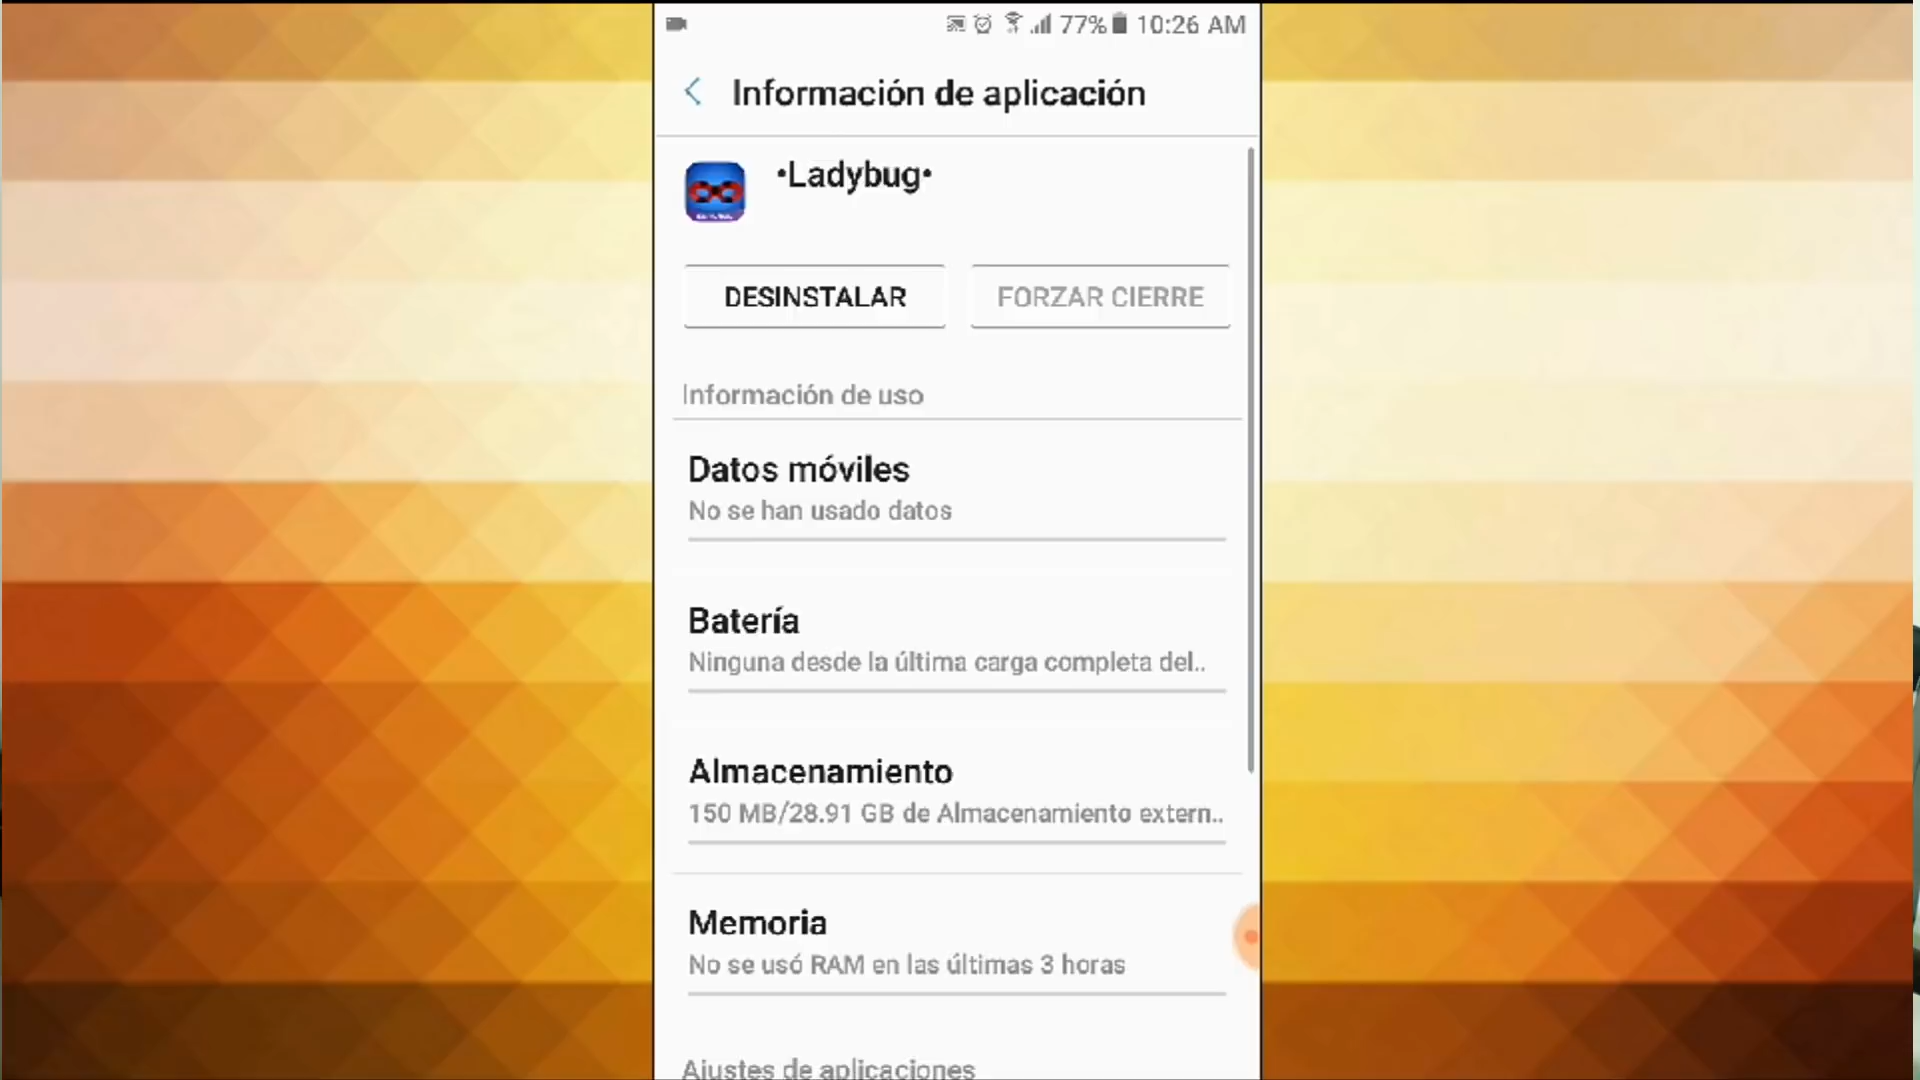 77% 10:26 AM
Información de aplicación
•Ladybug•
DESINSTALAR
FORZAR CIERRE
Información de uso
Datos móviles
No se han usado datos
Batería
Ninguna desde la última carga completa del..
Almacenamiento
150 MB/28.91 GB de Almacenamiento extern..
Memoria
No se usó RAM en las últimas 3 horas
Ajustes de aplicaciones